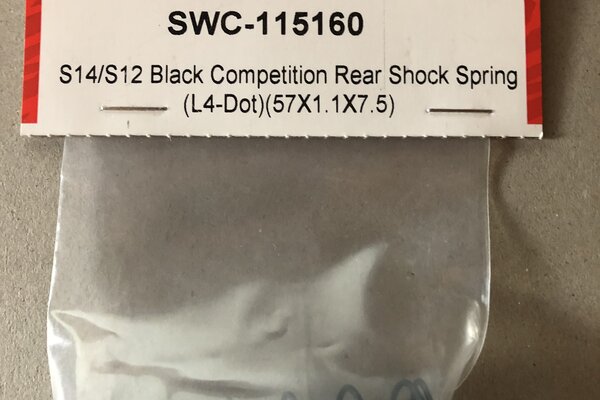 SWC-115160
S14/S12 Black Competition Rear Shock Spring
(L4-Dot)(57X1.1X7.5)